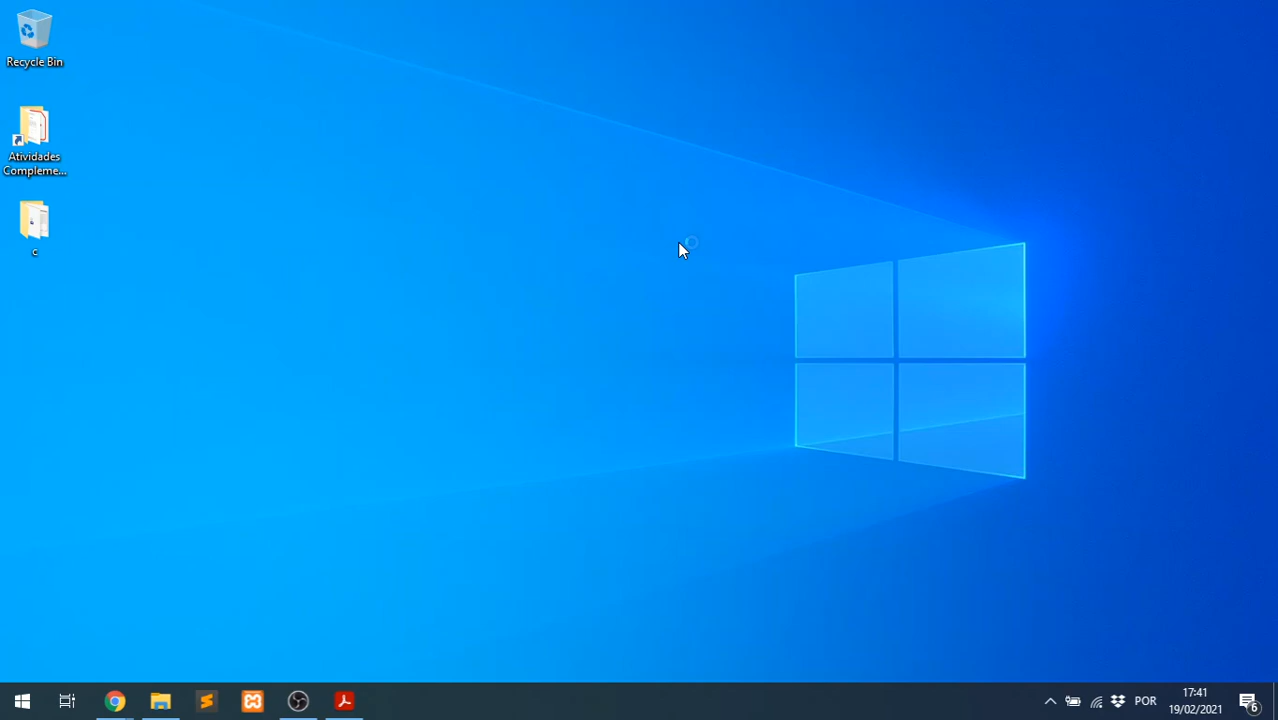 Recycle Bin
Atividades
Compleme...
c
POR
17:41
19/02/2021
6